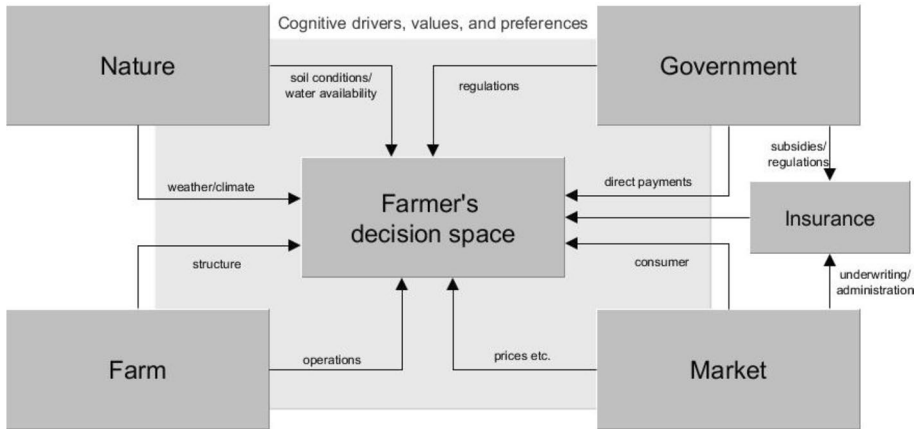 Cognitive drivers, values, and preferences
Nature
Government
soil conditions/
water availability
regulations
subsidies/
regulations
weather/climate
direct payments
Farmer's
decision space
Insurance
structure
consumer
underwriting/
administration
Farm
operations
prices etc.
Market